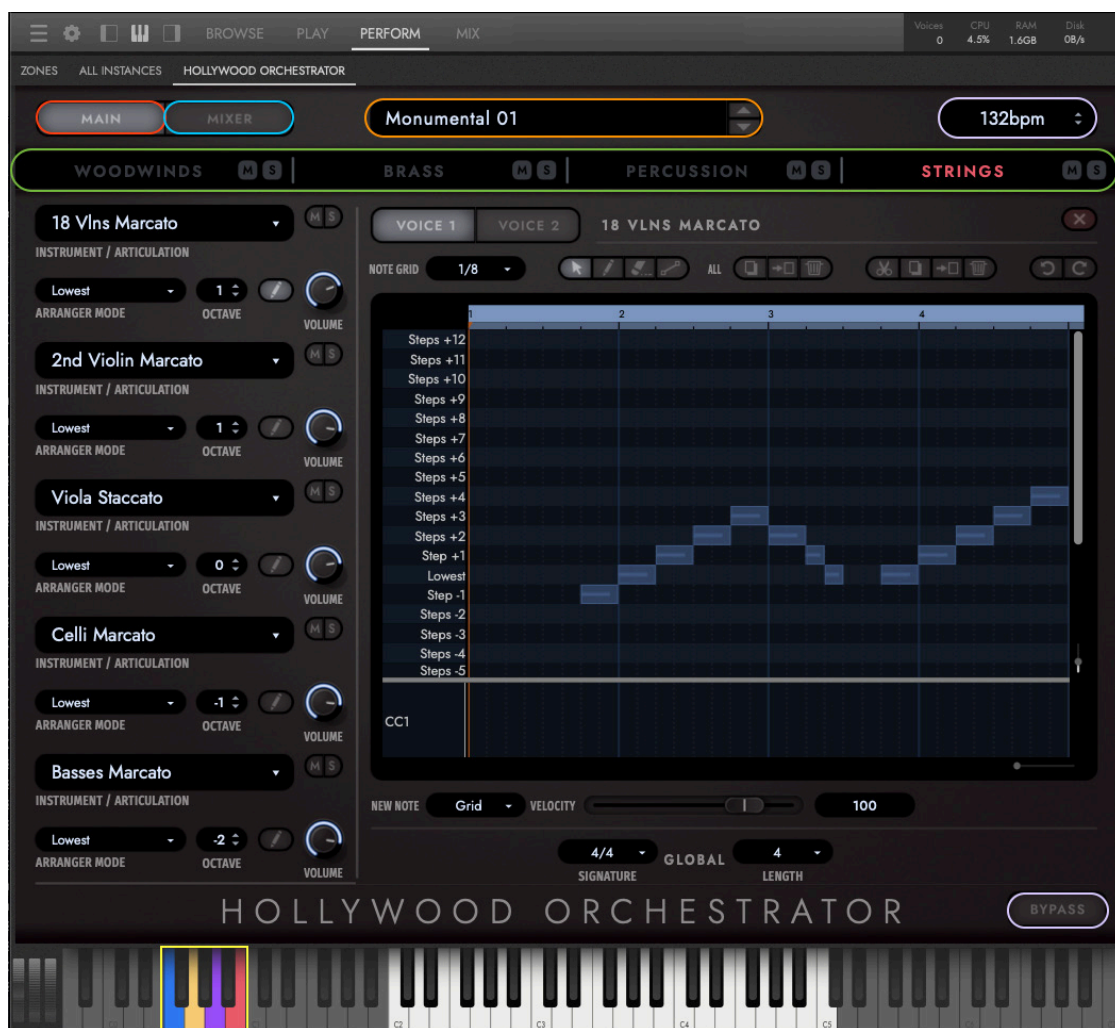 BROWSE PLAY PERFORM MIX Voices CPU RAM Disk
0 4.5% 1.6GB 0B/s
ZONES ALL INSTANCES HOLLYWOOD ORCHESTRATOR
MAIN MIXER Monumental 01 132bpm
WOODWINDS M S BRASS M S PERCUSSION M S STRINGS M S
18 Vlns Marcato M S
INSTRUMENT / ARTICULATION
Lowest 1
ARRANGER MODE OCTAVE VOLUME
2nd Violin Marcato M S
INSTRUMENT / ARTICULATION
Lowest 1
ARRANGER MODE OCTAVE VOLUME
Viola Staccato M S
INSTRUMENT / ARTICULATION
Lowest 0
ARRANGER MODE OCTAVE VOLUME
Celli Marcato M S
INSTRUMENT / ARTICULATION
Lowest -1
ARRANGER MODE OCTAVE VOLUME
Basses Marcato M S
INSTRUMENT / ARTICULATION
Lowest -2
ARRANGER MODE OCTAVE VOLUME
VOICE 1 VOICE 2 18 VLNS MARCATO X
NOTE GRID 1/8 ALL
1 2 3 4
Steps +12
Steps +11
Steps +10
Steps +9
Steps +8
Steps +7
Steps +6
Steps +5
Steps +4
Steps +3
Steps +2
Step +1
Lowest
Step -1
Steps -2
Steps -3
Steps -4
Steps -5
CC1
NEW NOTE Grid VELOCITY 100
4/4 GLOBAL 4
SIGNATURE LENGTH
HOLLYWOOD ORCHESTRATOR BYPASS
C2 C3 C4 C5